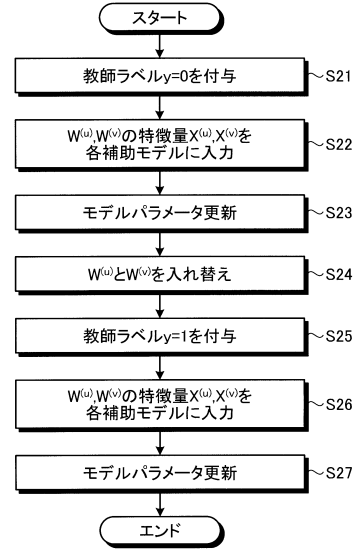 スタート
教師ラベルy=0を付与
S21
W(u),W(v)の特徴量X(u),X(v)を
各補助モデルに入力
S22
モデルパラメータ更新
S23
W(u)とW(v)を入れ替え
S24
教師ラベルy=1を付与
S25
W(u),W(v)の特徴量X(u),X(v)を
各補助モデルに入力
S26
モデルパラメータ更新
S27
エンド